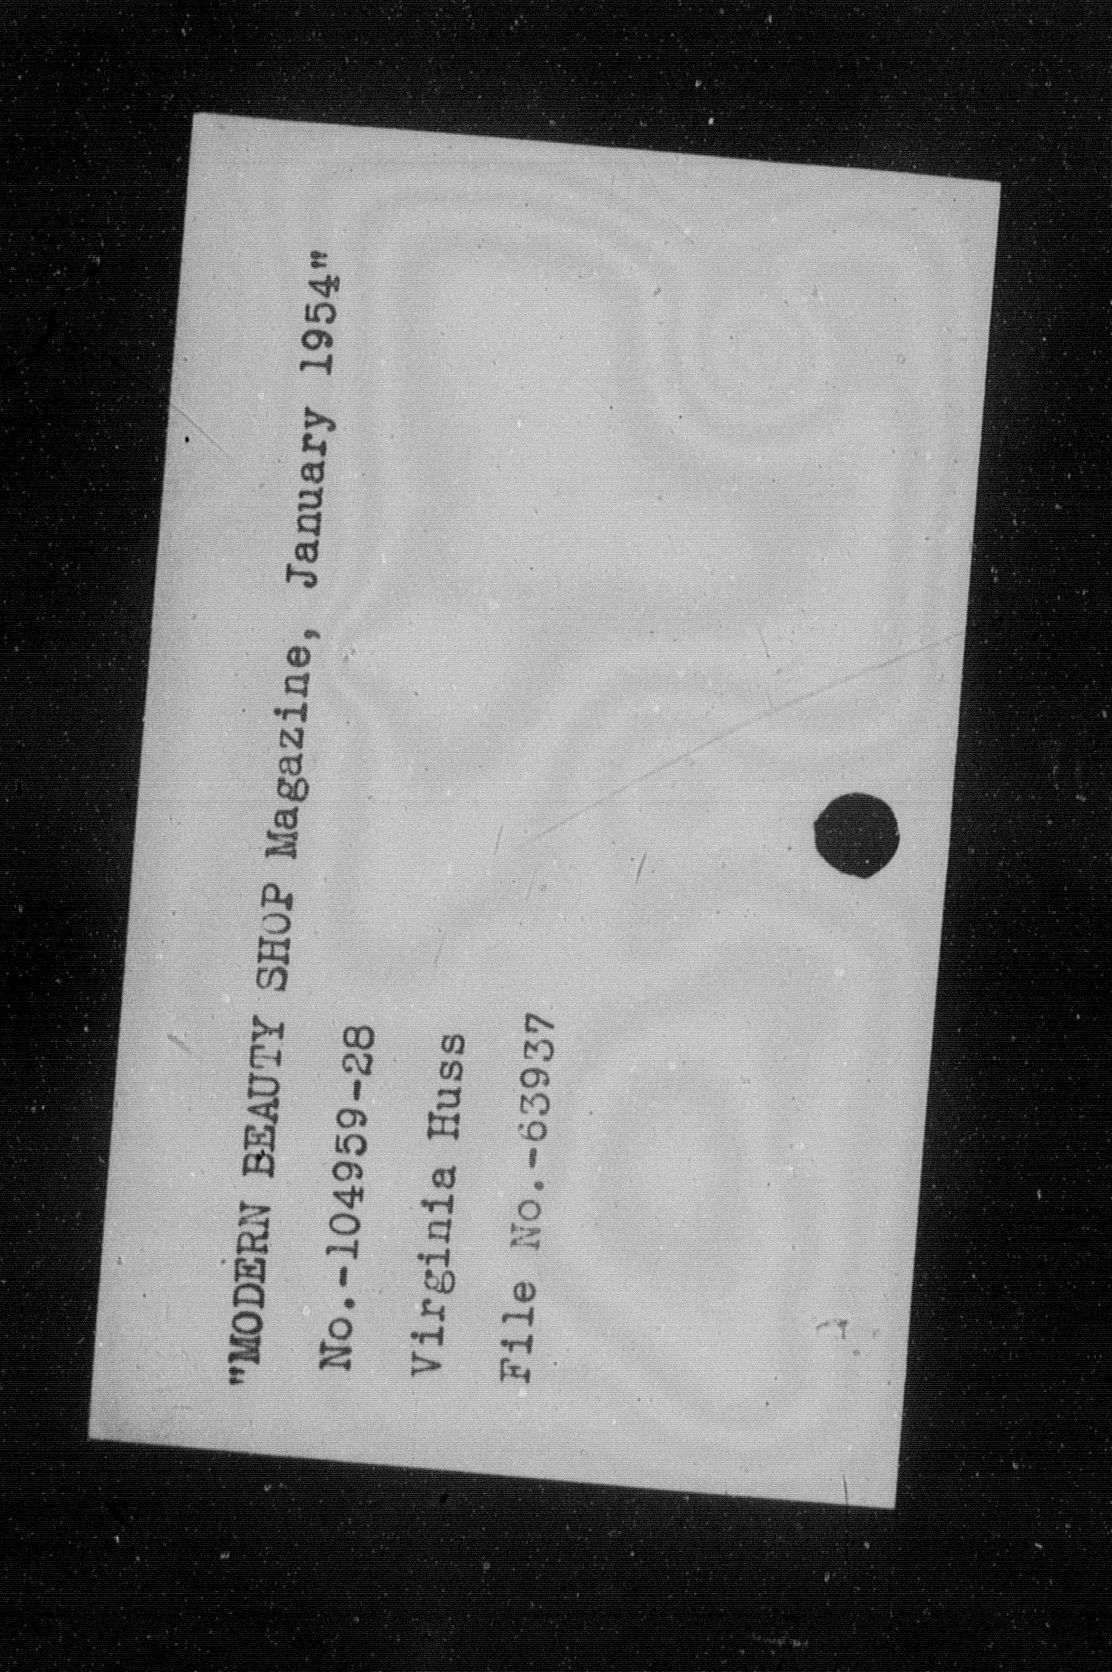 "MODERN BEAUTY SHOP Magazine, January 1954"
No.-104959-28
Virginia Huss
File No.-63937